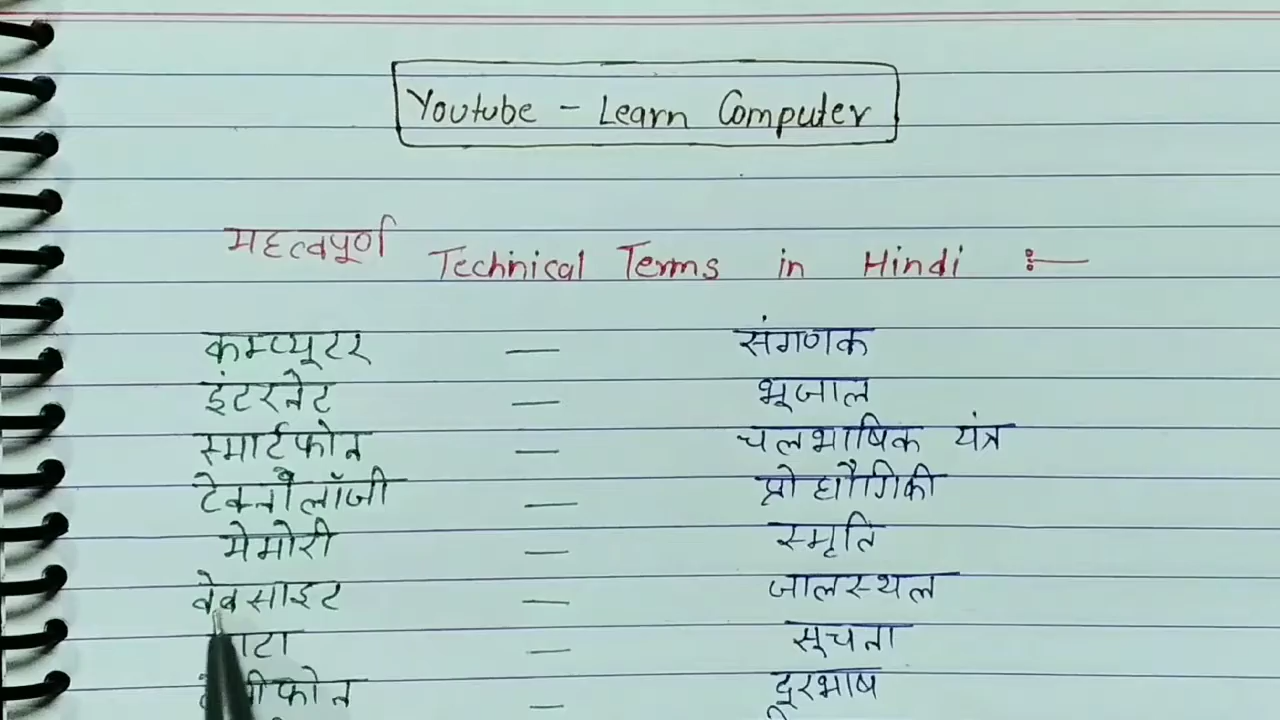 Youtube - Learn Computer
महत्वपूर्ण Technical Terms in Hindi :-
कम्प्यूटर — संगणक
इंटरनेट — भूजाल
स्मार्टफोन — चलभाषिक यंत्र
टेक्नोलॉजी — प्रोद्यौगिकी
मेमोरी — स्मृति
वेबसाइट — जालस्थल
— सूचना
— दूरभाष